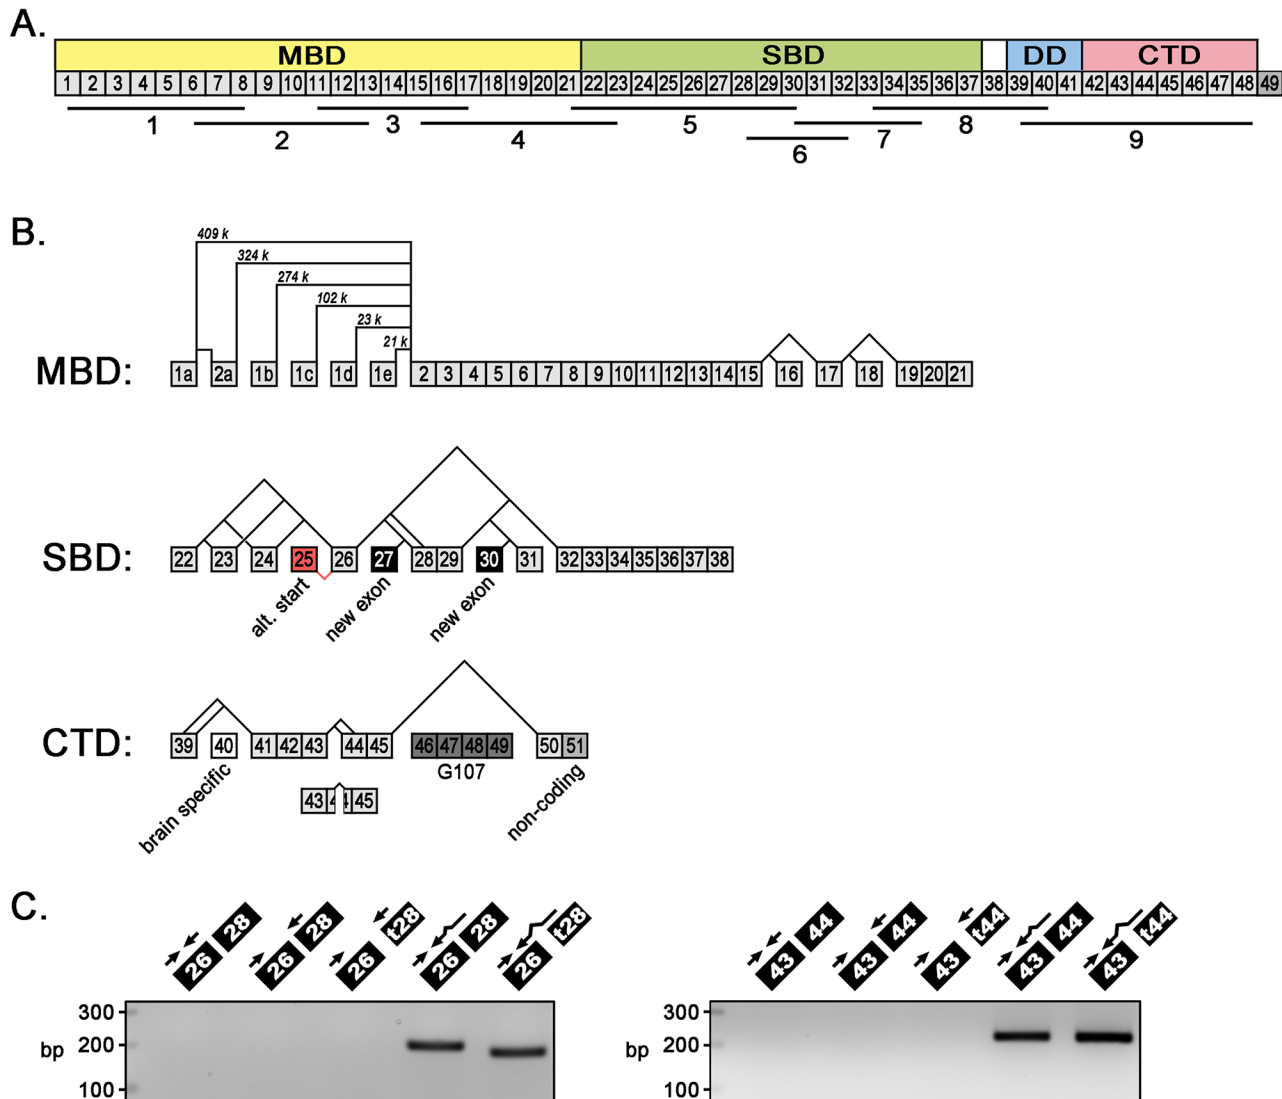 A.
MBD SBD DD CTD
1 2 3 4 5 6 7 8 9 10 11 12 13 14 15 16 17 18 19 20 21 22 23 24 25 26 27 28 29 30 31 32 33 34 35 36 37 38 39 40 41 42 43 44 45 46 47 48 49
1 2 3 4 5 6 7 8 9
B.
409 k
324 k
274 k
102 k
23 k
21 k
MBD: 1a 2a 1b 1c 1d 1e 2 3 4 5 6 7 8 9 10 11 12 13 14 15 16 17 18 19 20 21
SBD: 22 23 24 25 26 27 28 29 30 31 32 33 34 35 36 37 38
alt. start new exon new exon
CTD: 39 40 41 42 43 44 45 46 47 48 49 50 51
G107
brain specific non-coding
43 45
C.
26 28 26 28 26 t28 26 28 26 t28 43 44 43 44 43 t44 43 44 43 t44
300 300
bp 200 bp 200
100 100